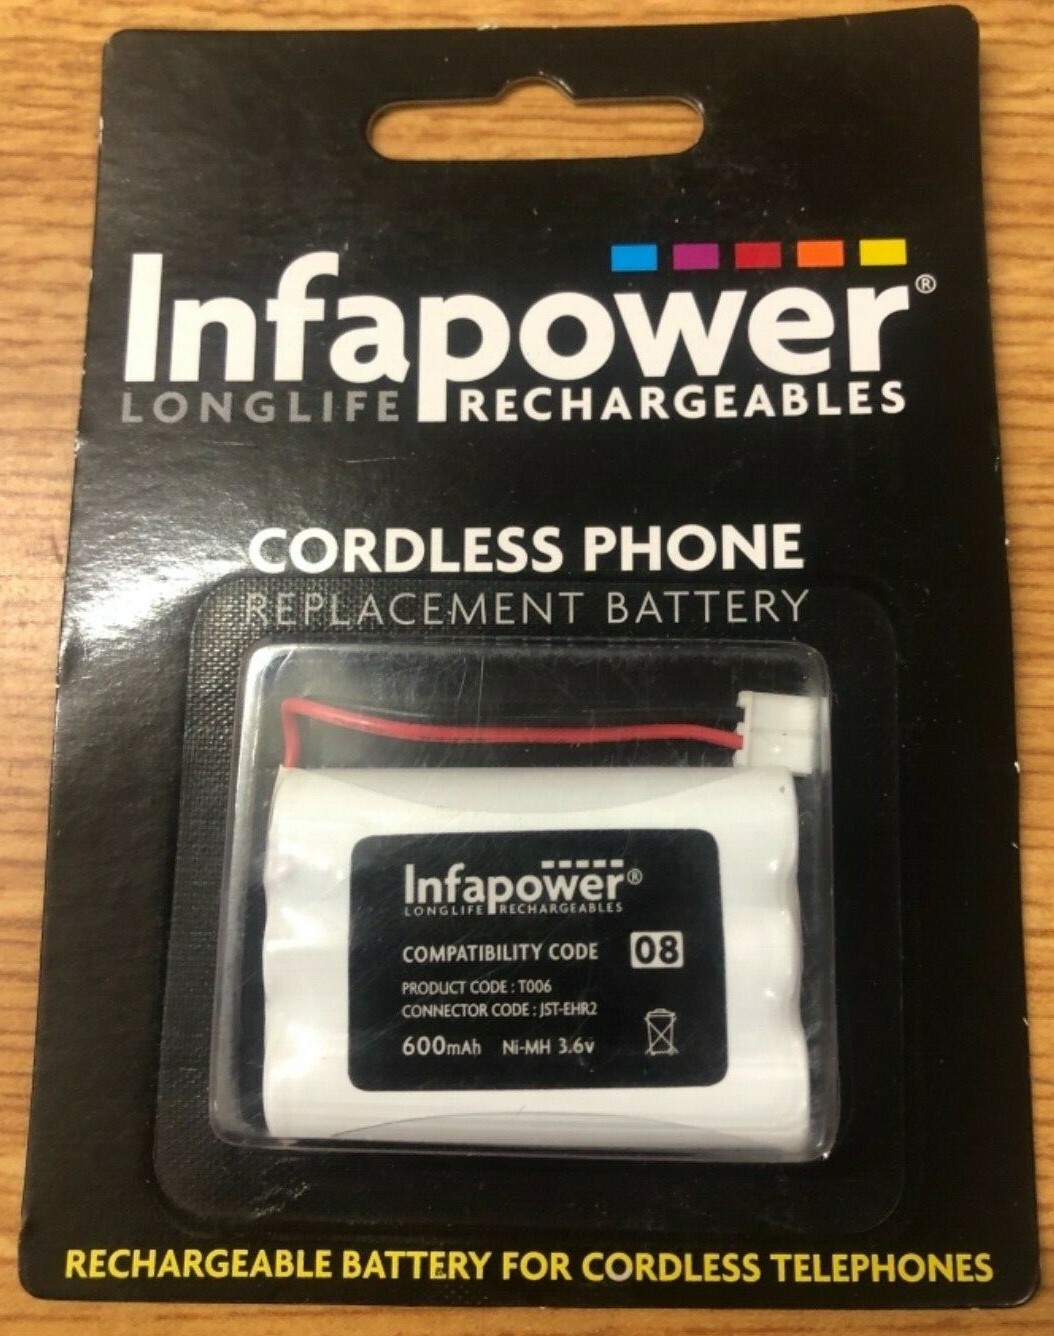 Infapower®
LONGLIFE RECHARGEABLES
CORDLESS PHONE
REPLACEMENT BATTERY
Infapower®
LONGLIFE RECHARGEABLES
COMPATIBILITY CODE 08
PRODUCT CODE : T006
CONNECTOR CODE : JST-EHR2
600mAh Ni-MH 3.6v
RECHARGEABLE BATTERY FOR CORDLESS TELEPHONES